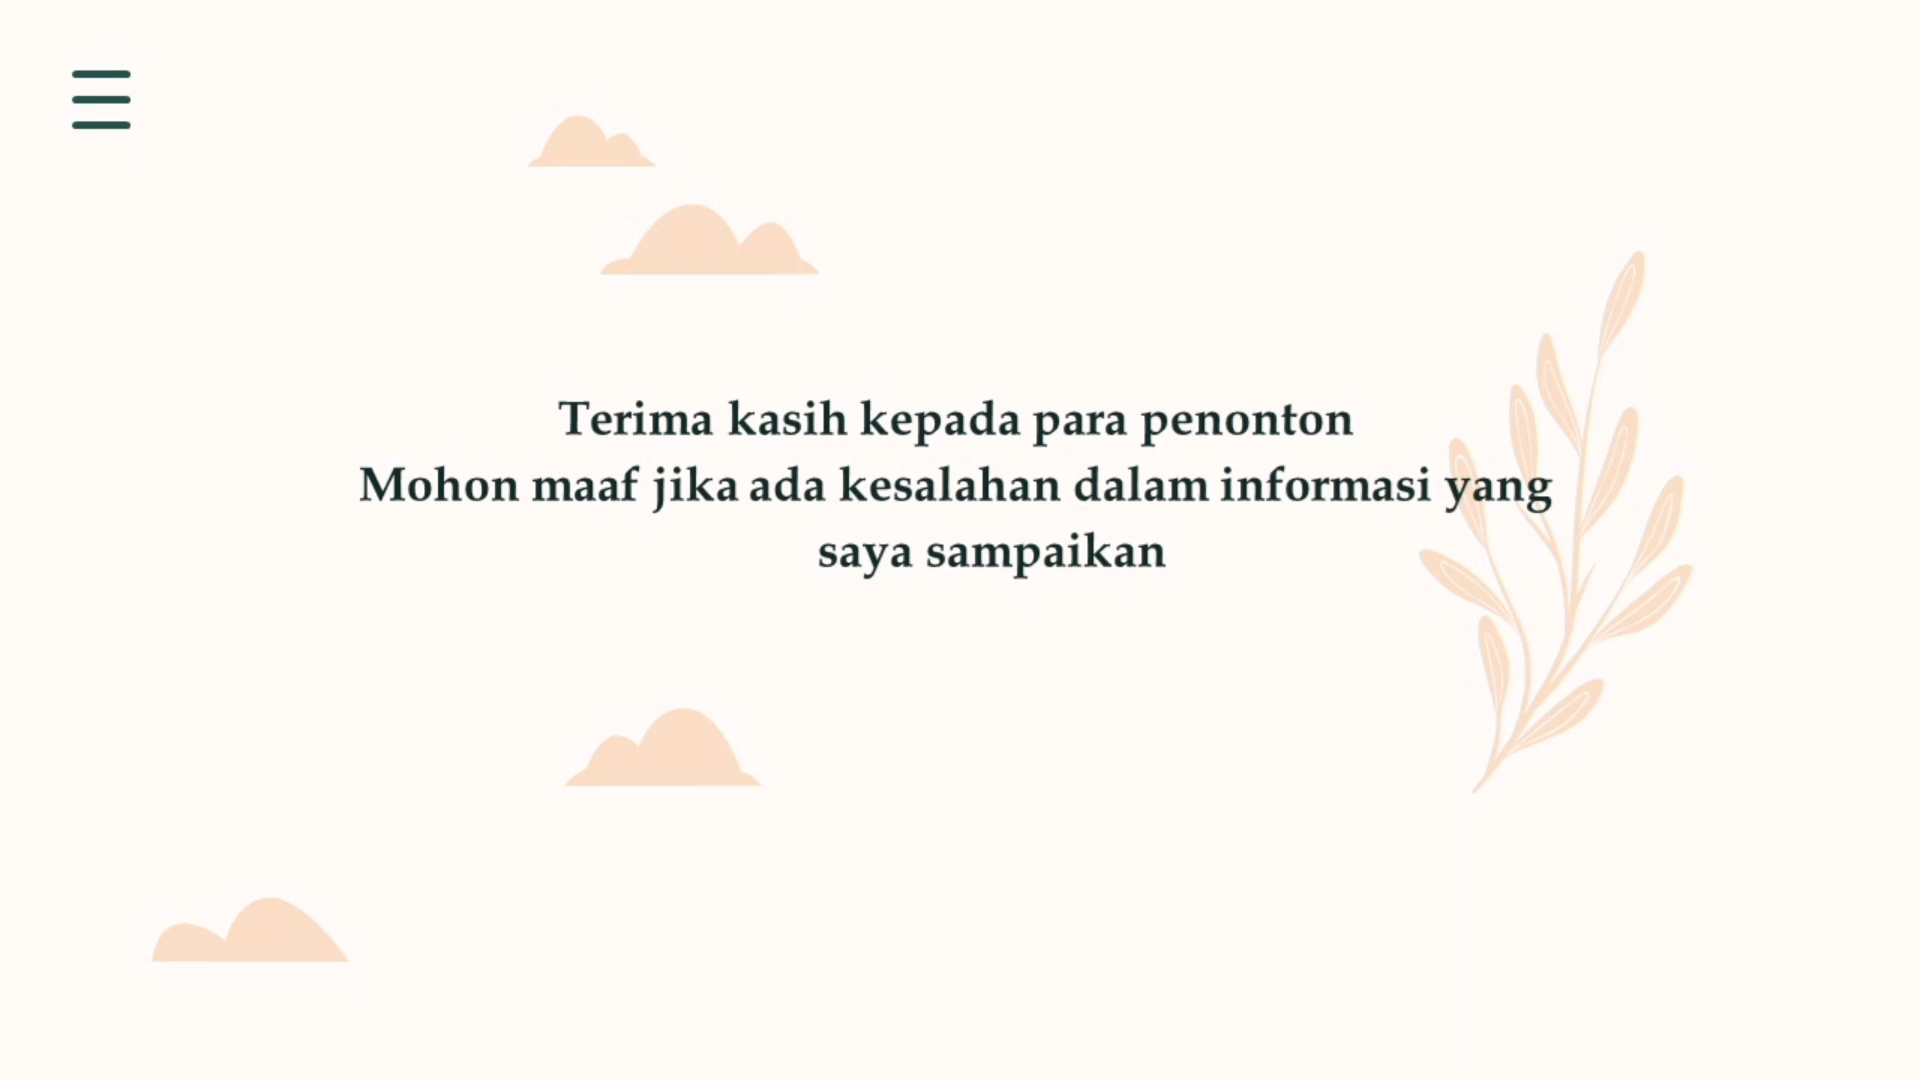 Terima kasih kepada para penonton
Mohon maaf jika ada kesalahan dalam informasi yang
saya sampaikan